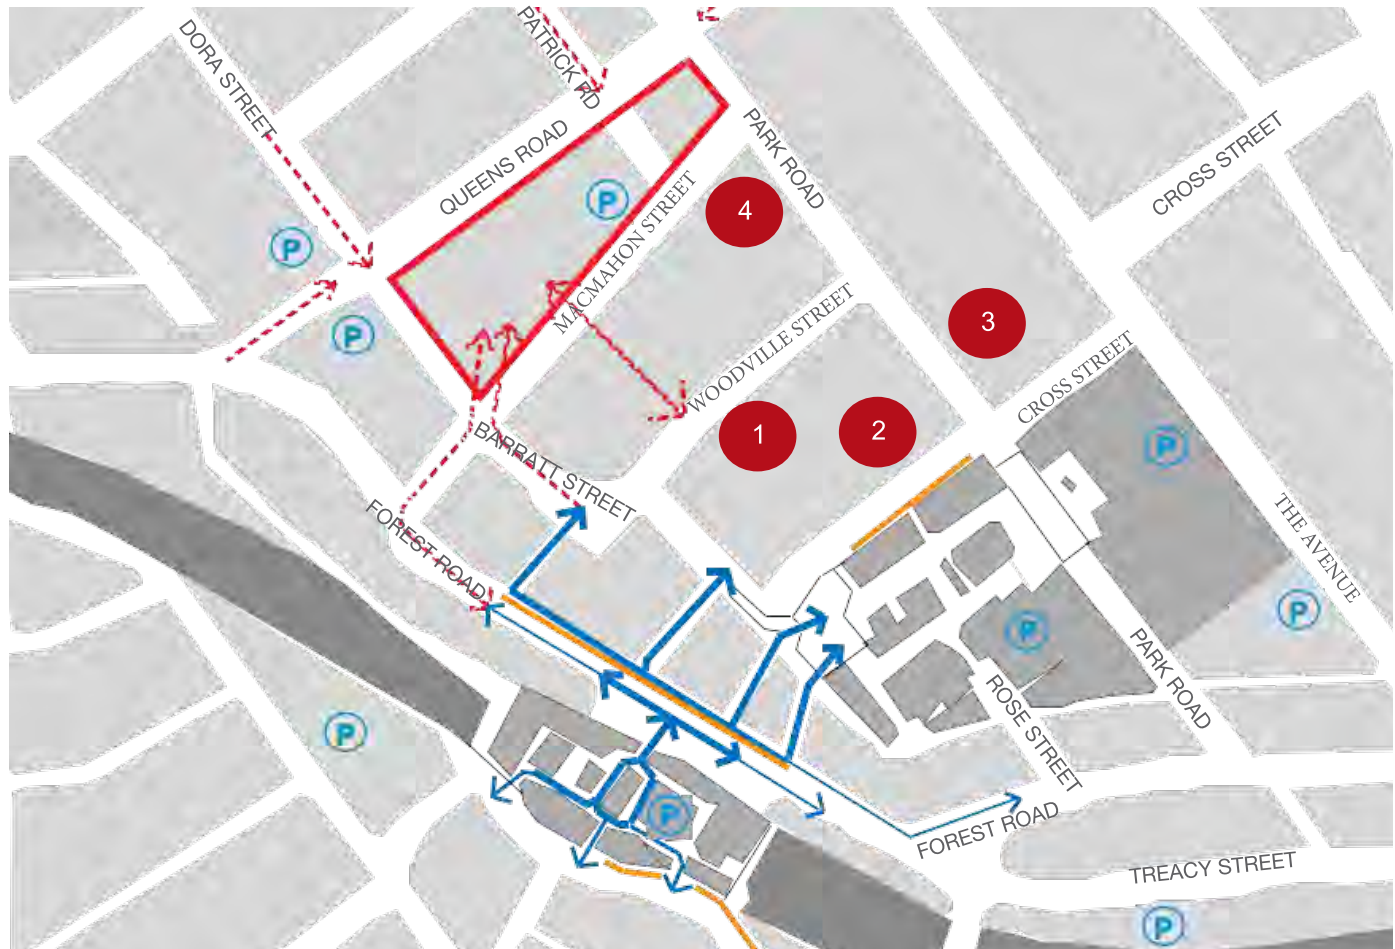 DORA STREET
PATRICK RD
QUEENS ROAD
PARK ROAD
CROSS STREET
P
MACMAHON STREET
4
P
P
WOODVILLE STREET
3
CROSS STREET
1
2
P
BARRATT STREET
FOREST ROAD
THE AVENUE
P
P
PARK ROAD
ROSE STREET
P
P
FOREST ROAD
TREACY STREET
P